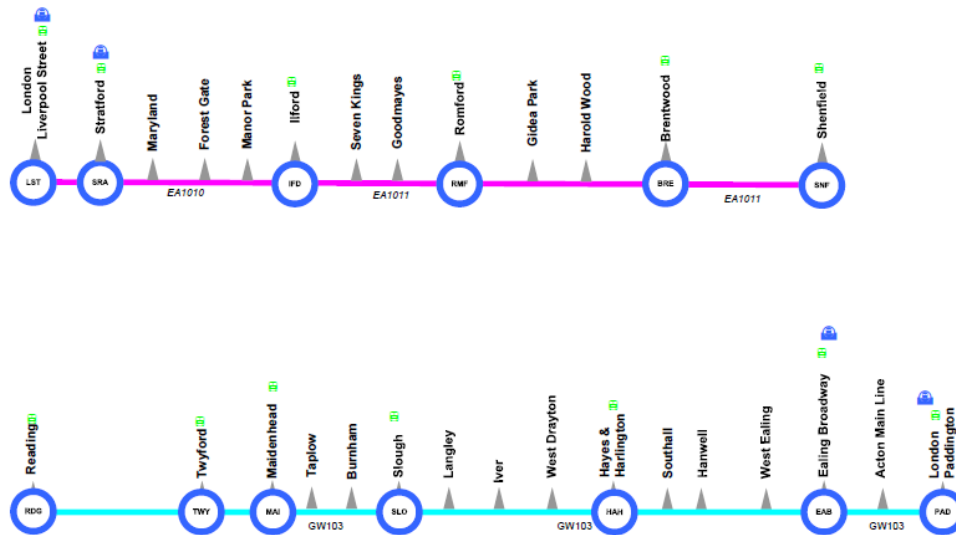 London
Liverpool Street
Stratford
Maryland
Forest Gate
Manor Park
Ilford
Seven Kings
Goodmayes
Romford
Gidea Park
Harold Wood
Brentwood
Shenfield
LST
SRA
IFD
RMF
BRE
SNF
EA1010
EA1011
EA1011
Reading
Twyford
Maidenhead
Taplow
Burnham
Slough
Langley
Iver
West Drayton
Hayes &
Harlington
Southall
Hanwell
West Ealing
Ealing Broadway
Acton Main Line
London
Paddington
RDG
TWY
MAI
SLO
HAH
EAB
PAD
GW103
GW103
GW103